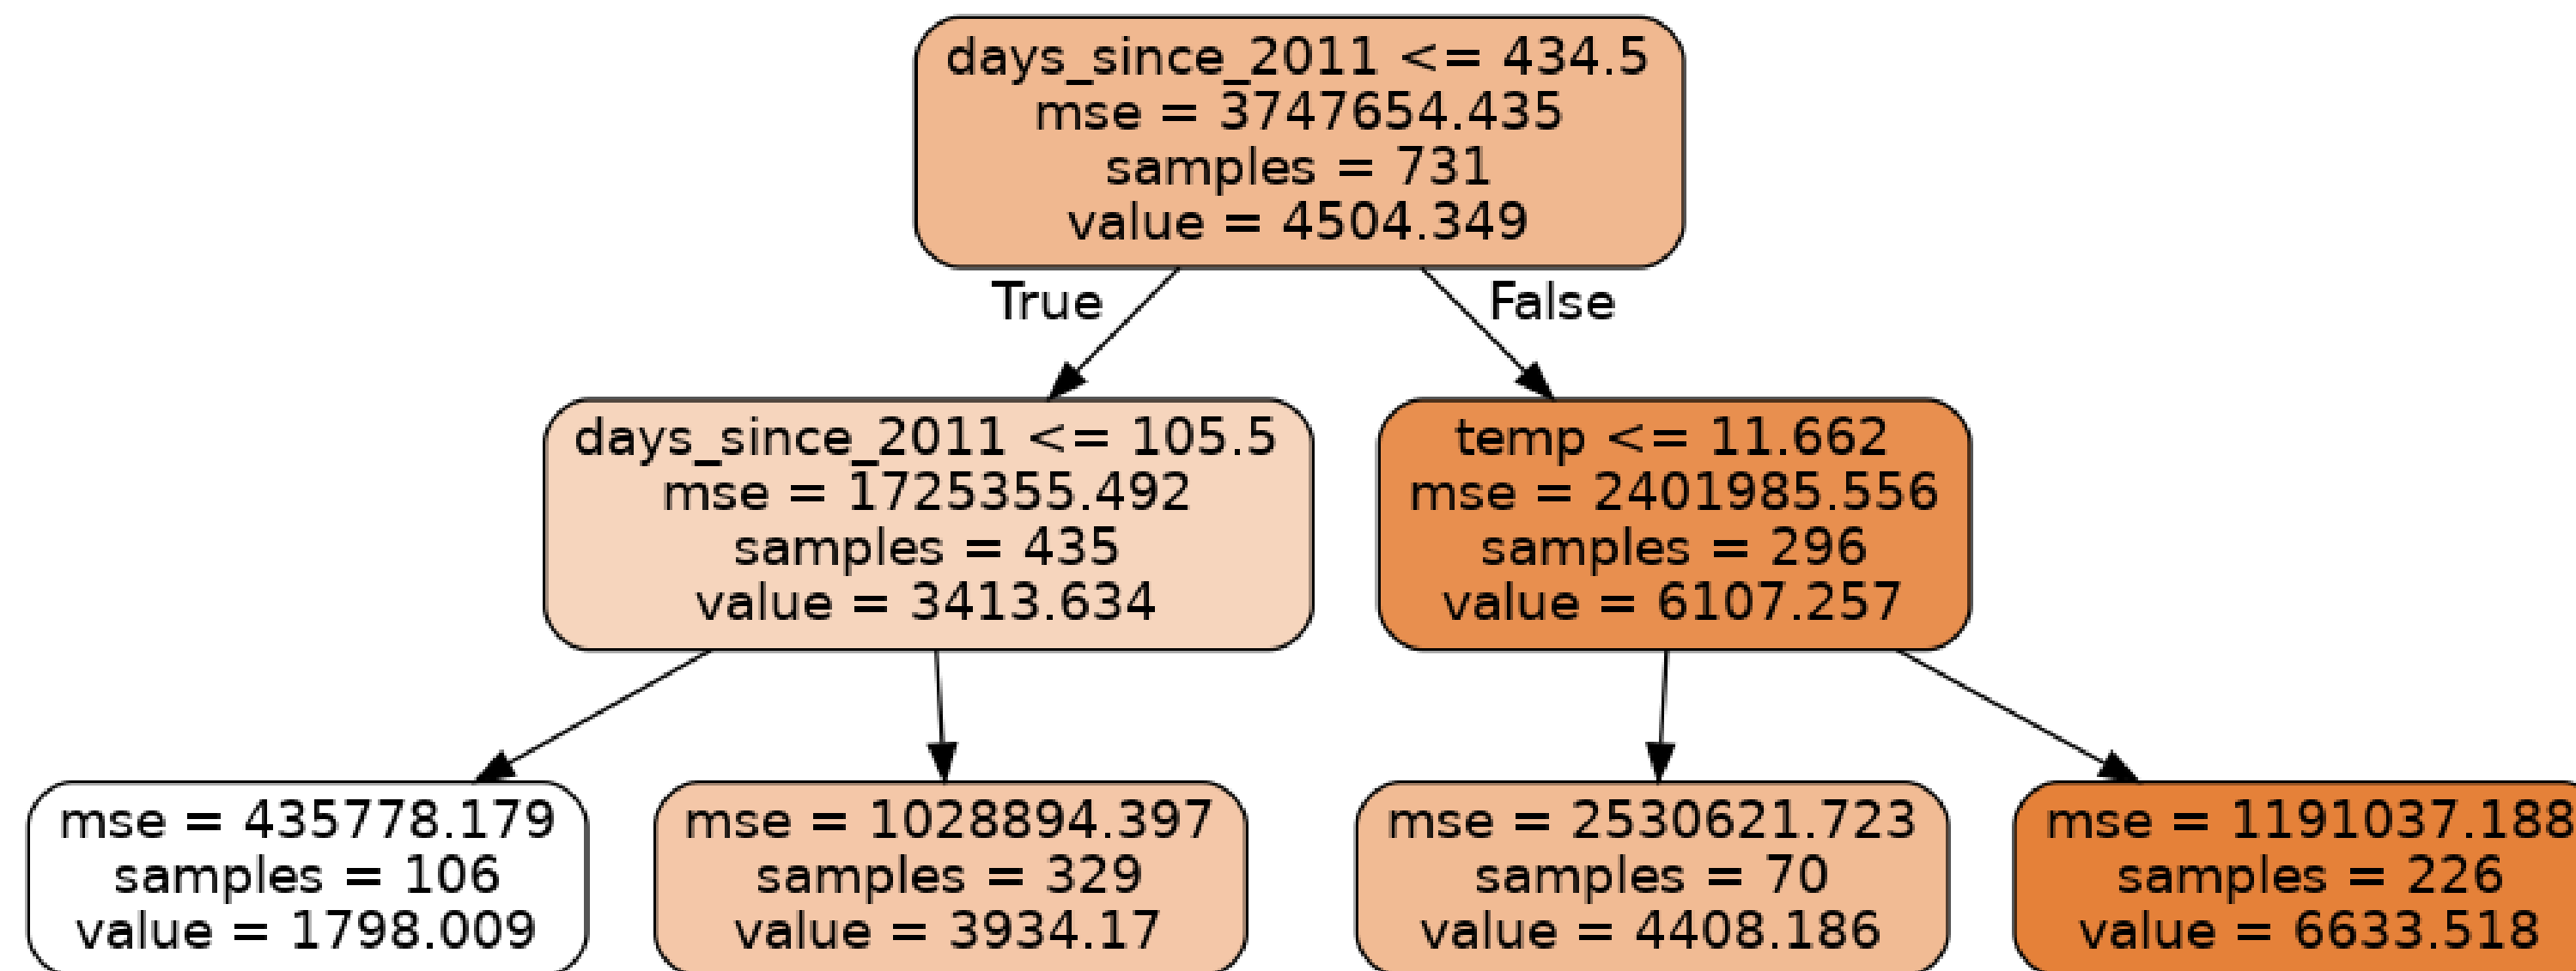 days_since_2011 <= 434.5
mse = 3747654.435
samples = 731
value = 4504.349
True
False
days_since_2011 <= 105.5
mse = 1725355.492
samples = 435
value = 3413.634
temp <= 11.662
mse = 2401985.556
samples = 296
value = 6107.257
mse = 435778.179
samples = 106
value = 1798.009
mse = 1028894.397
samples = 329
value = 3934.17
mse = 2530621.723
samples = 70
value = 4408.186
mse = 1191037.188
samples = 226
value = 6633.518